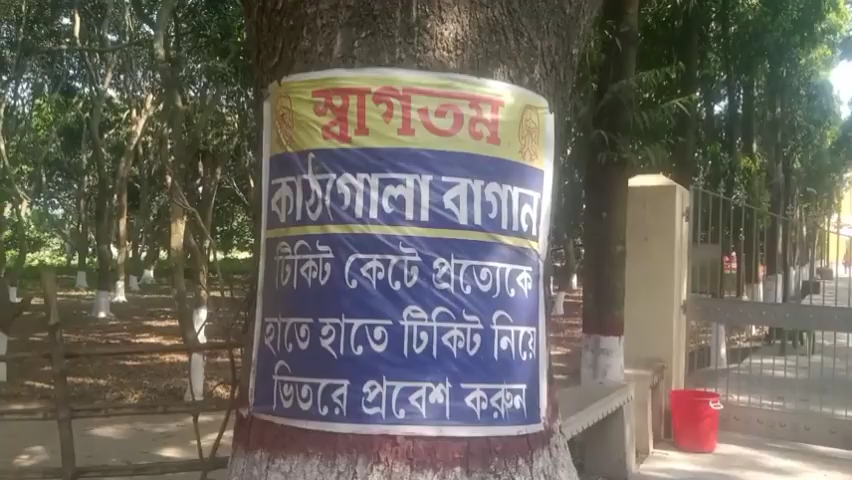 স্বাগতম
কাঠগোলা বাগান
টিকিট কেটে প্রত্যেকে
হাতে হাতে টিকিট নিয়ে
ভিতরে প্রবেশ করুন